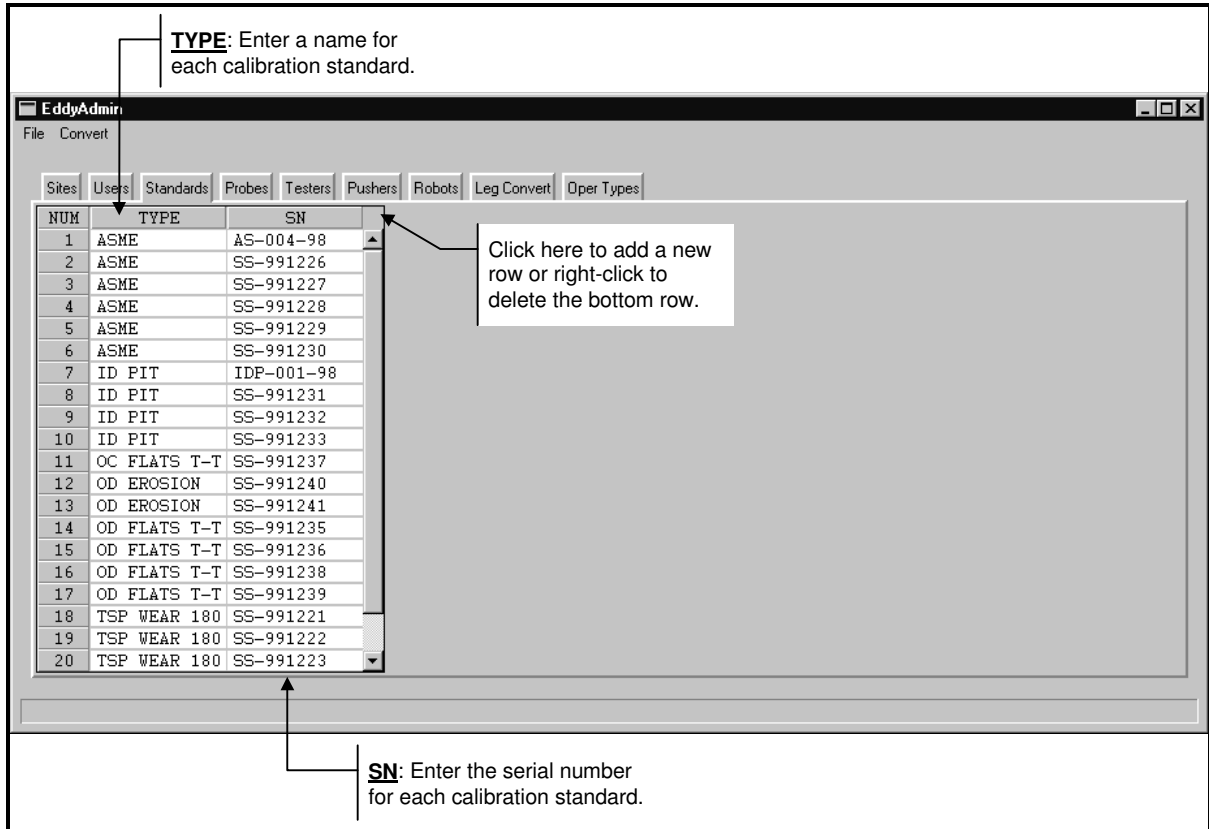 TYPE: Enter a name for
each calibration standard.
EddyAdmin
File Convert
Sites Users Standards Probes Testers Pushers Robots Leg Convert Oper Types
NUM TYPE SN
1 ASME AS-004-98
2 ASME SS-991226
3 ASME SS-991227
4 ASME SS-991228
5 ASME SS-991229
6 ASME SS-991230
7 ID PIT IDP-001-98
8 ID PIT SS-991231
9 ID PIT SS-991232
10 ID PIT SS-991233
11 OC FLATS T-T SS-991237
12 OD EROSION SS-991240
13 OD EROSION SS-991241
14 OD FLATS T-T SS-991235
15 OD FLATS T-T SS-991236
16 OD FLATS T-T SS-991238
17 OD FLATS T-T SS-991239
18 TSP WEAR 180 SS-991221
19 TSP WEAR 180 SS-991222
20 TSP WEAR 180 SS-991223
Click here to add a new
row or right-click to
delete the bottom row.
SN: Enter the serial number
for each calibration standard.